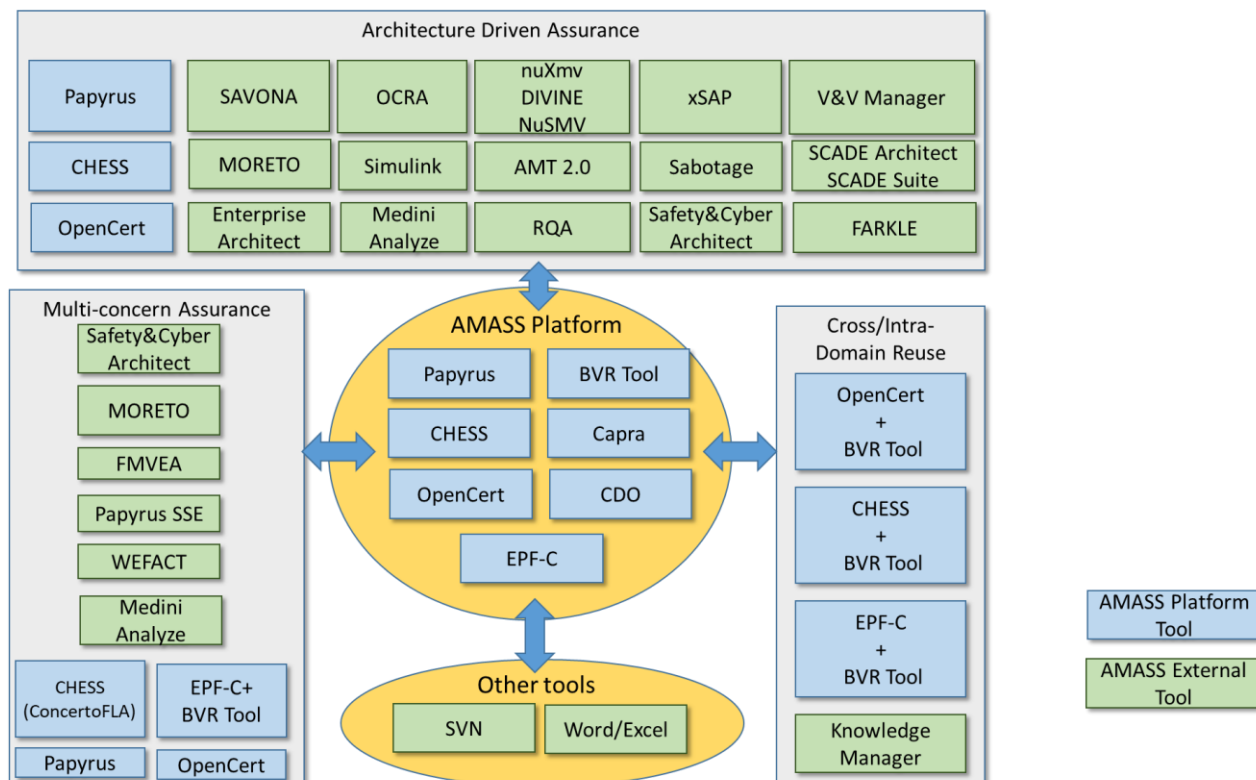 Architecture Driven Assurance
Papyrus
SAVONA
OCRA
nuXmv
DIVINE
NuSMV
xSAP
V&V Manager
CHESS
MORETO
Simulink
AMT 2.0
Sabotage
SCADE Architect
SCADE Suite
OpenCert
Enterprise
Architect
Medini
Analyze
RQA
Safety&Cyber
Architect
FARKLE
Multi-concern Assurance
Safety&Cyber
Architect
MORETO
FMVEA
Papyrus SSE
WEFACT
Medini
Analyze
CHESS
(ConcertoFLA)
EPF-C+
BVR Tool
Papyrus
OpenCert
AMASS Platform
Papyrus
BVR Tool
CHESS
Capra
OpenCert
CDO
EPF-C
Other tools
SVN
Word/Excel
Cross/Intra-
Domain Reuse
OpenCert
+
BVR Tool
CHESS
+
BVR Tool
EPF-C
+
BVR Tool
Knowledge
Manager
AMASS Platform
Tool
AMASS External
Tool